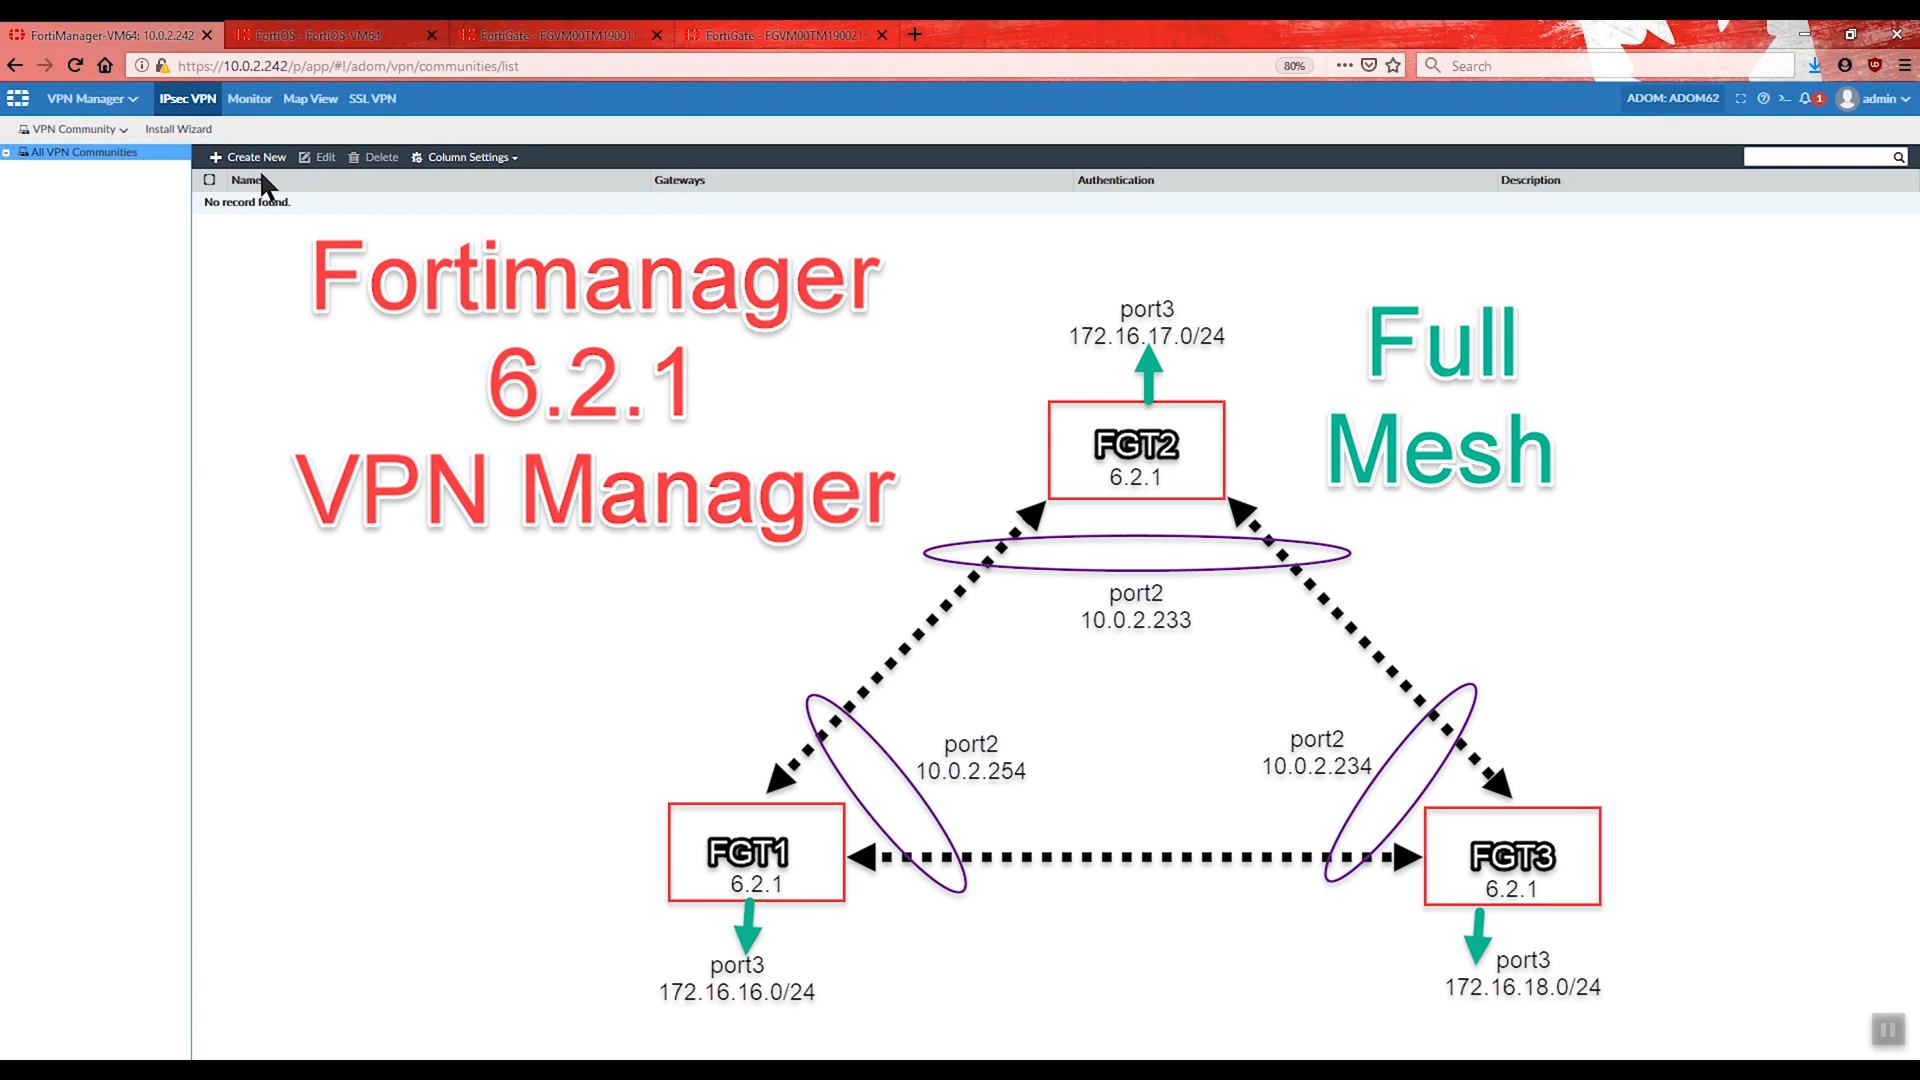 FortiManager-VM64: 10.0.2.242
FortiOS - FortiOS-VM64
FortiGate - FGVM00TM19001
FortiGate - FGVM00TM190021
https://10.0.2.242/p/app/#!/adom/vpn/communities/list
80%
Search
VPN Manager
IPsec VPN
Monitor
Map View
SSL VPN
ADOM: ADOM62
1
admin
VPN Community
Install Wizard
All VPN Communities
Create New
Edit
Delete
Column Settings
Name
Gateways
Authentication
Description
No record found.
Fortimanager
6.2.1
VPN Manager
Full
Mesh
port3
172.16.17.0/24
FGT2
6.2.1
port2
10.0.2.233
port2
10.0.2.254
port2
10.0.2.234
FGT1
6.2.1
FGT3
6.2.1
port3
172.16.16.0/24
port3
172.16.18.0/24